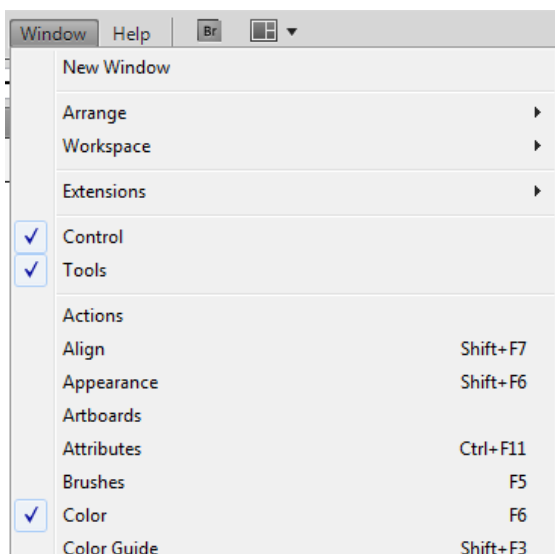 Window Help Br
New Window
Arrange
Workspace
Extensions
Control
Tools
Actions
Align Shift+F7
Appearance Shift+F6
Artboards
Attributes Ctrl+F11
Brushes F5
Color F6
Color Guide Shift+F3